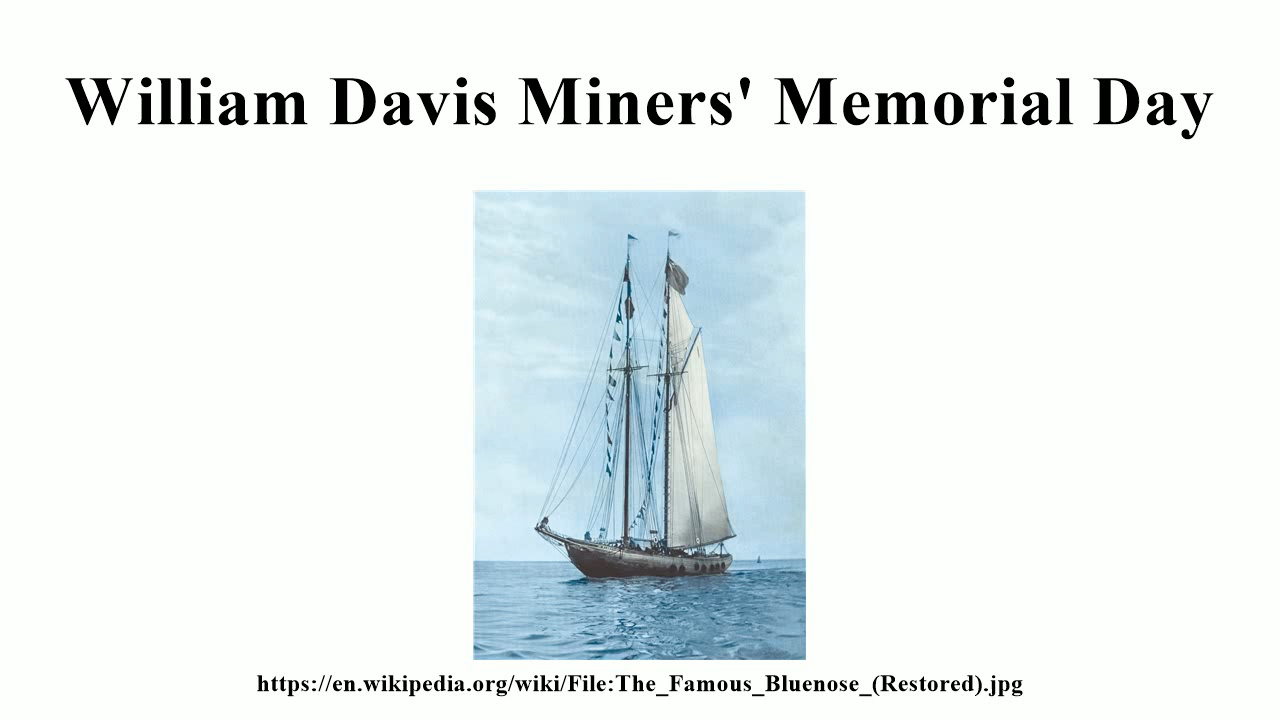 William Davis Miners' Memorial Day
https://en.wikipedia.org/wiki/File:The_Famous_Bluenose_(Restored).jpg